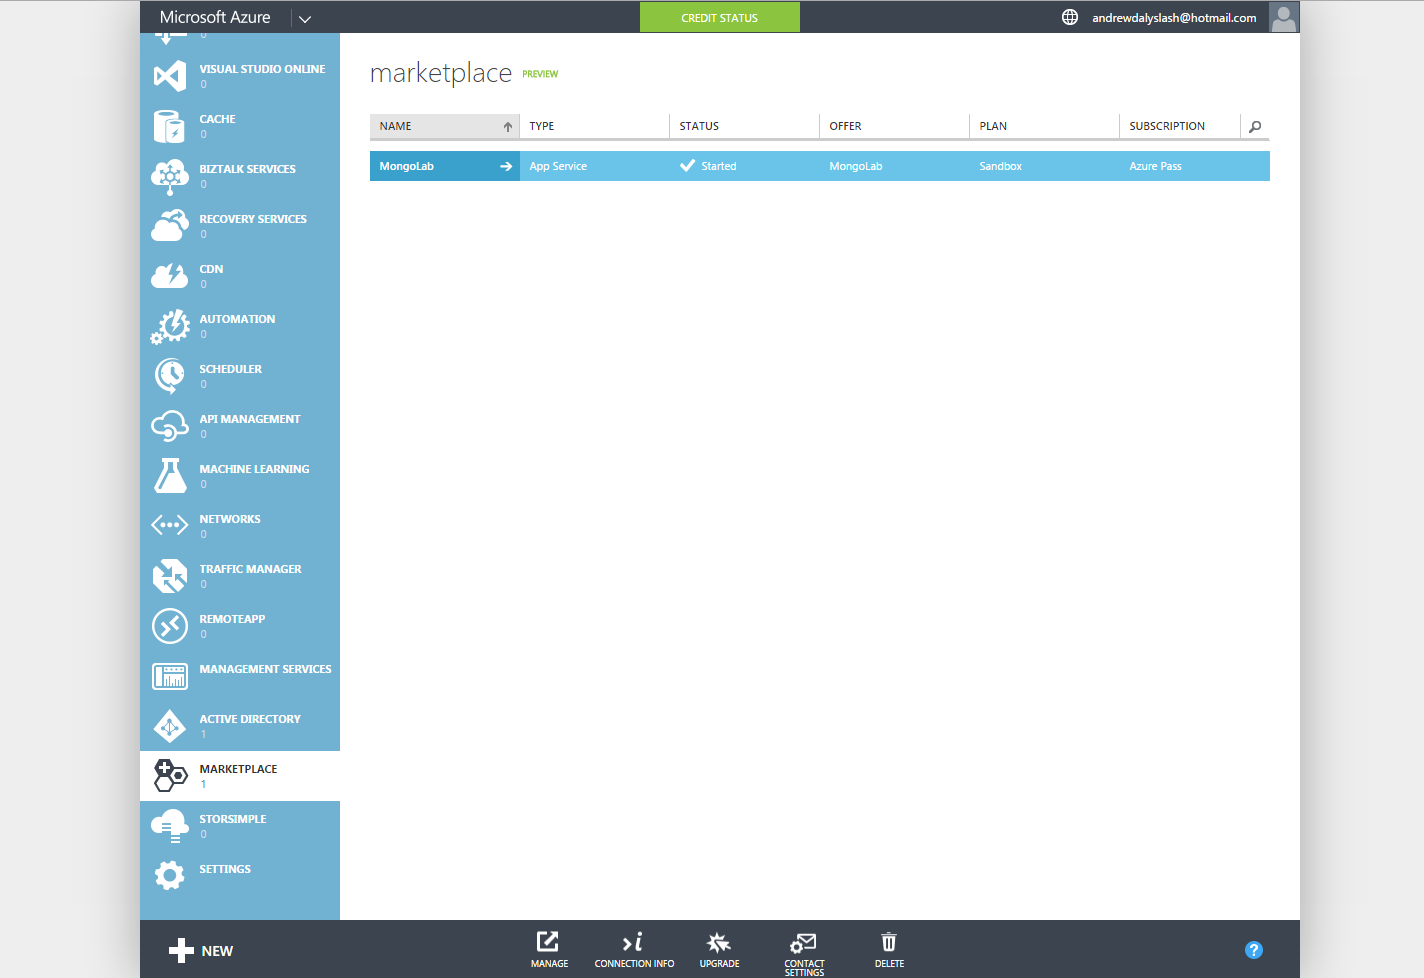 Microsoft Azure
CREDIT STATUS
andrewdalyslash@hotmail.com
0
VISUAL STUDIO ONLINE
0
CACHE
0
BIZTALK SERVICES
0
RECOVERY SERVICES
0
CDN
0
AUTOMATION
0
SCHEDULER
0
API MANAGEMENT
0
MACHINE LEARNING
0
NETWORKS
0
TRAFFIC MANAGER
0
REMOTEAPP
0
MANAGEMENT SERVICES
ACTIVE DIRECTORY
1
MARKETPLACE
1
STORSIMPLE
0
SETTINGS
marketplace PREVIEW
NAME TYPE STATUS OFFER PLAN SUBSCRIPTION
MongoLab App Service Started MongoLab Sandbox Azure Pass
NEW
MANAGE
CONNECTION INFO
UPGRADE
CONTACT
SETTINGS
DELETE
?